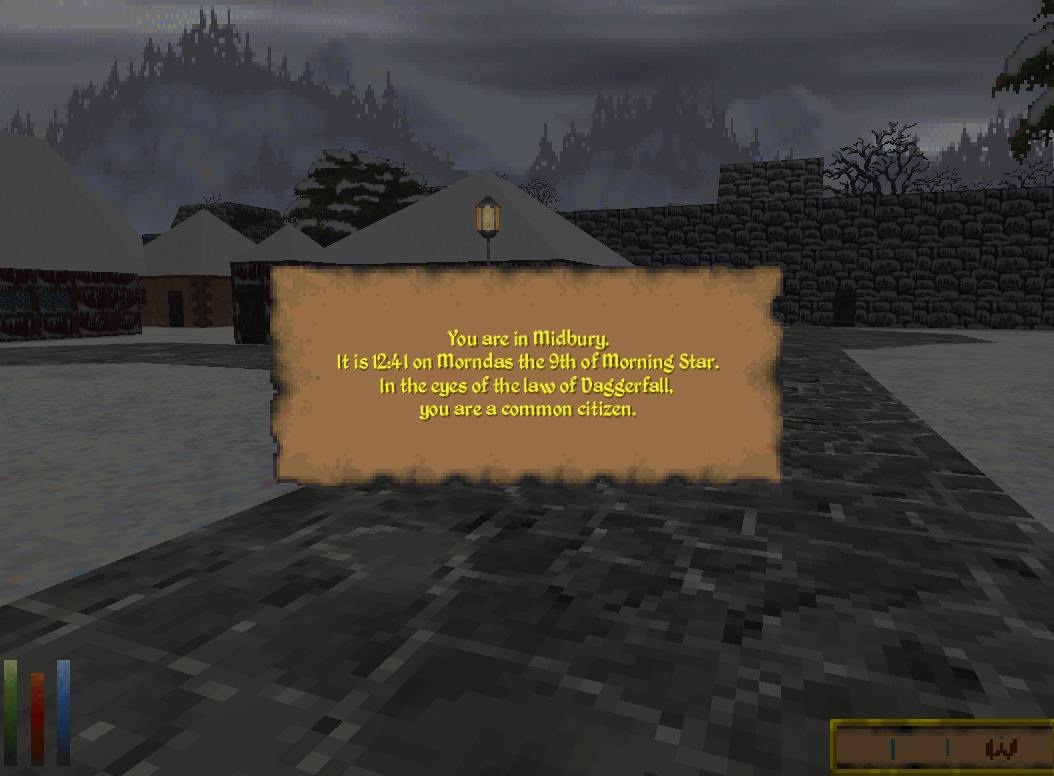 You are in Midbury.
It is 12:41 on Morndas the 9th of Morning Star.
In the eyes of the law of Daggerfall,
you are a common citizen.
W